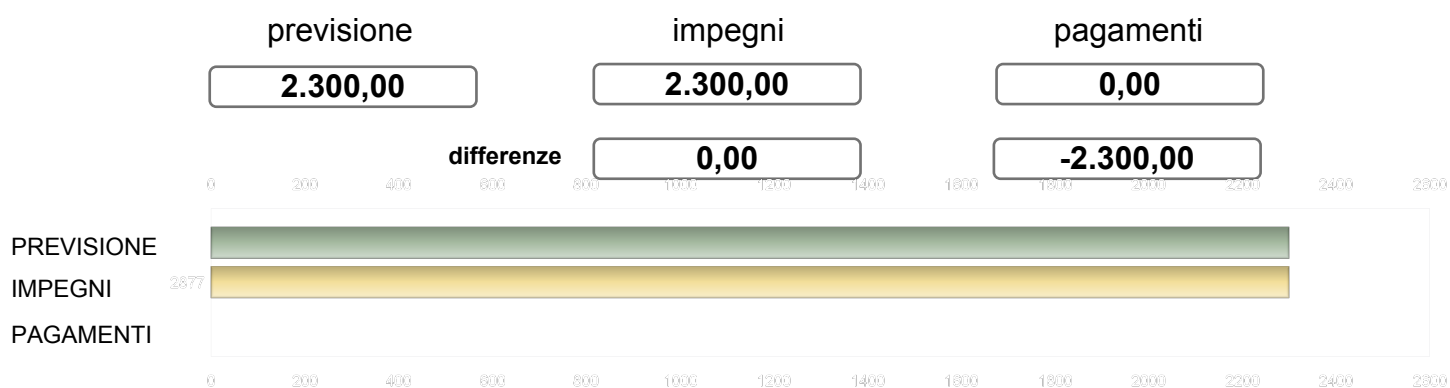 previsione impegni pagamenti
2.300,00 2.300,00 0,00
differenze 0,00 -2.300,00
0 200 400 600 800 1000 1200 1400 1600 1800 2000 2200 2400 2600
PREVISIONE
2877
IMPEGNI
PAGAMENTI
0 200 400 600 800 1000 1200 1400 1600 1800 2000 2200 2400 2600